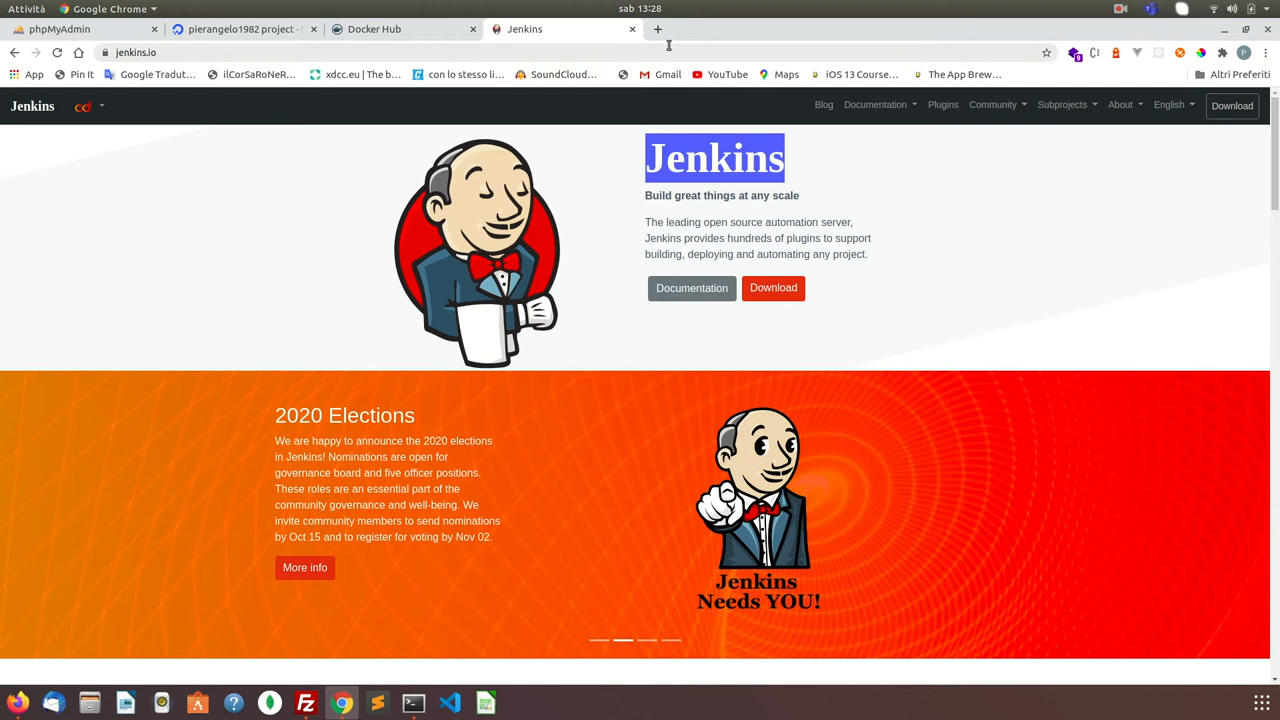 Attività
Google Chrome
sab 13:28
phpMyAdmin
pierangelo1982 project -
Docker Hub
Jenkins
jenkins.io
9
P
App
Pin It
Google Tradut...
ilCorSaRoNeR...
xdcc.eu | The b...
con lo stesso li...
SoundCloud...
Gmail
YouTube
Maps
iOS 13 Course...
The App Brew...
Altri Preferiti
Jenkins
cd
Blog
Documentation
Plugins
Community
Subprojects
About
English
Download
Jenkins
Build great things at any scale
The leading open source automation server,
Jenkins provides hundreds of plugins to support
building, deploying and automating any project.
Documentation
Download
2020 Elections
We are happy to announce the 2020 elections
in Jenkins! Nominations are open for
governance board and five officer positions.
These roles are an essential part of the
community governance and well-being. We
invite community members to send nominations
by Oct 15 and to register for voting by Nov 02.
More info
Jenkins
Needs YOU!